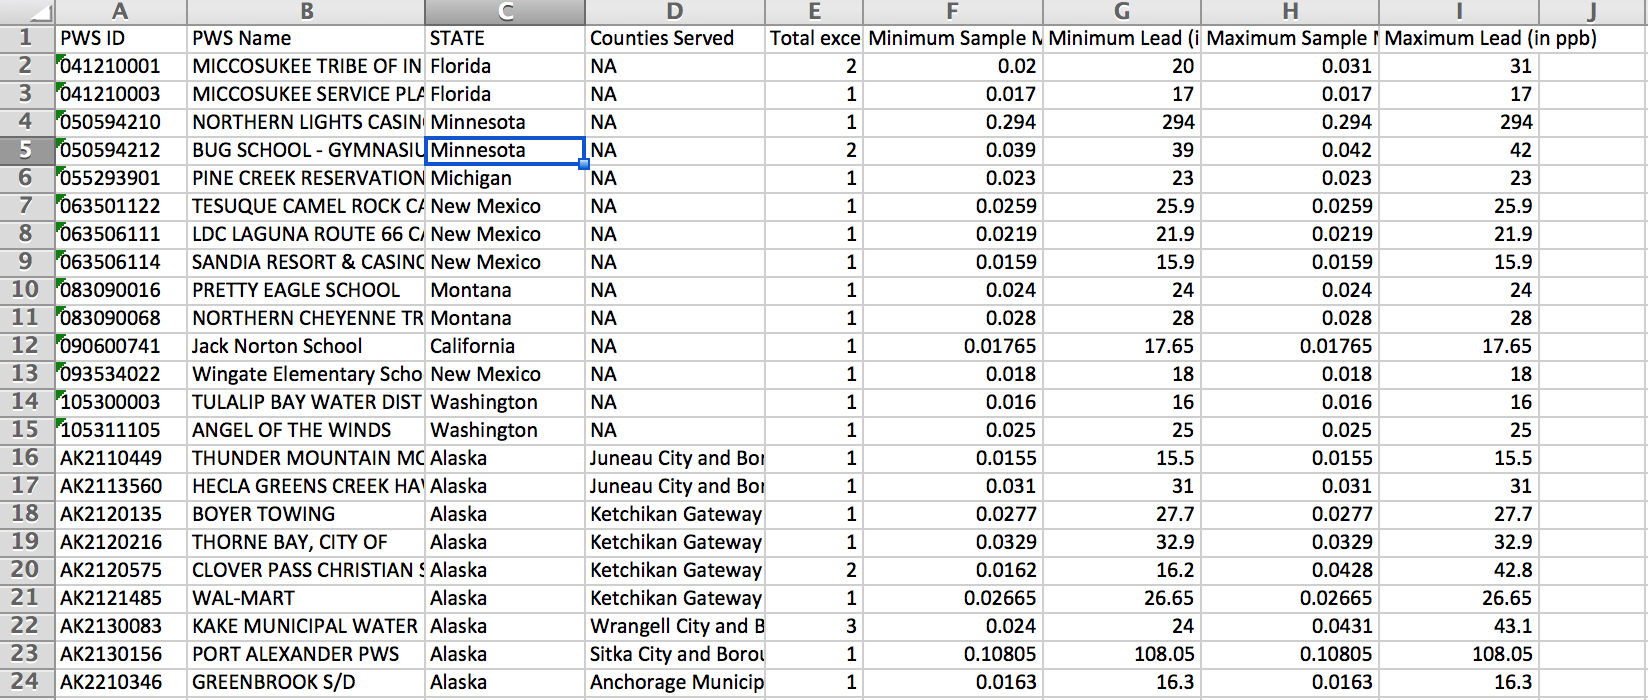 A B C D E F G H I J
1 PWS ID PWS Name STATE Counties Served Total exce Minimum Sample M Minimum Lead (i Maximum Sample M Maximum Lead (in ppb)
2 041210001 MICCOSUKEE TRIBE OF IN Florida NA 2 0.02 20 0.031 31
3 041210003 MICCOSUKEE SERVICE PLA Florida NA 1 0.017 17 0.017 17
4 050594210 NORTHERN LIGHTS CASIN Minnesota NA 1 0.294 294 0.294 294
5 050594212 BUG SCHOOL - GYMNASIU Minnesota NA 2 0.039 39 0.042 42
6 055293901 PINE CREEK RESERVATION Michigan NA 1 0.023 23 0.023 23
7 063501122 TESUQUE CAMEL ROCK CA New Mexico NA 1 0.0259 25.9 0.0259 25.9
8 063506111 LDC LAGUNA ROUTE 66 CA New Mexico NA 1 0.0219 21.9 0.0219 21.9
9 063506114 SANDIA RESORT & CASINO New Mexico NA 1 0.0159 15.9 0.0159 15.9
10 083090016 PRETTY EAGLE SCHOOL Montana NA 1 0.024 24 0.024 24
11 083090068 NORTHERN CHEYENNE TR Montana NA 1 0.028 28 0.028 28
12 090600741 Jack Norton School California NA 1 0.01765 17.65 0.01765 17.65
13 093534022 Wingate Elementary Scho New Mexico NA 1 0.018 18 0.018 18
14 105300003 TULALIP BAY WATER DIST Washington NA 1 0.016 16 0.016 16
15 105311105 ANGEL OF THE WINDS Washington NA 1 0.025 25 0.025 25
16 AK2110449 THUNDER MOUNTAIN MO Alaska Juneau City and Bor 1 0.0155 15.5 0.0155 15.5
17 AK2113560 HECLA GREENS CREEK HAW Alaska Juneau City and Bor 1 0.031 31 0.031 31
18 AK2120135 BOYER TOWING Alaska Ketchikan Gateway 1 0.0277 27.7 0.0277 27.7
19 AK2120216 THORNE BAY, CITY OF Alaska Ketchikan Gateway 1 0.0329 32.9 0.0329 32.9
20 AK2120575 CLOVER PASS CHRISTIAN S Alaska Ketchikan Gateway 2 0.0162 16.2 0.0428 42.8
21 AK2121485 WAL-MART Alaska Ketchikan Gateway 1 0.02665 26.65 0.02665 26.65
22 AK2130083 KAKE MUNICIPAL WATER Alaska Wrangell City and B 3 0.024 24 0.0431 43.1
23 AK2130156 PORT ALEXANDER PWS Alaska Sitka City and Borou 1 0.10805 108.05 0.10805 108.05
24 AK2210346 GREENBROOK S/D Alaska Anchorage Municip 1 0.0163 16.3 0.0163 16.3